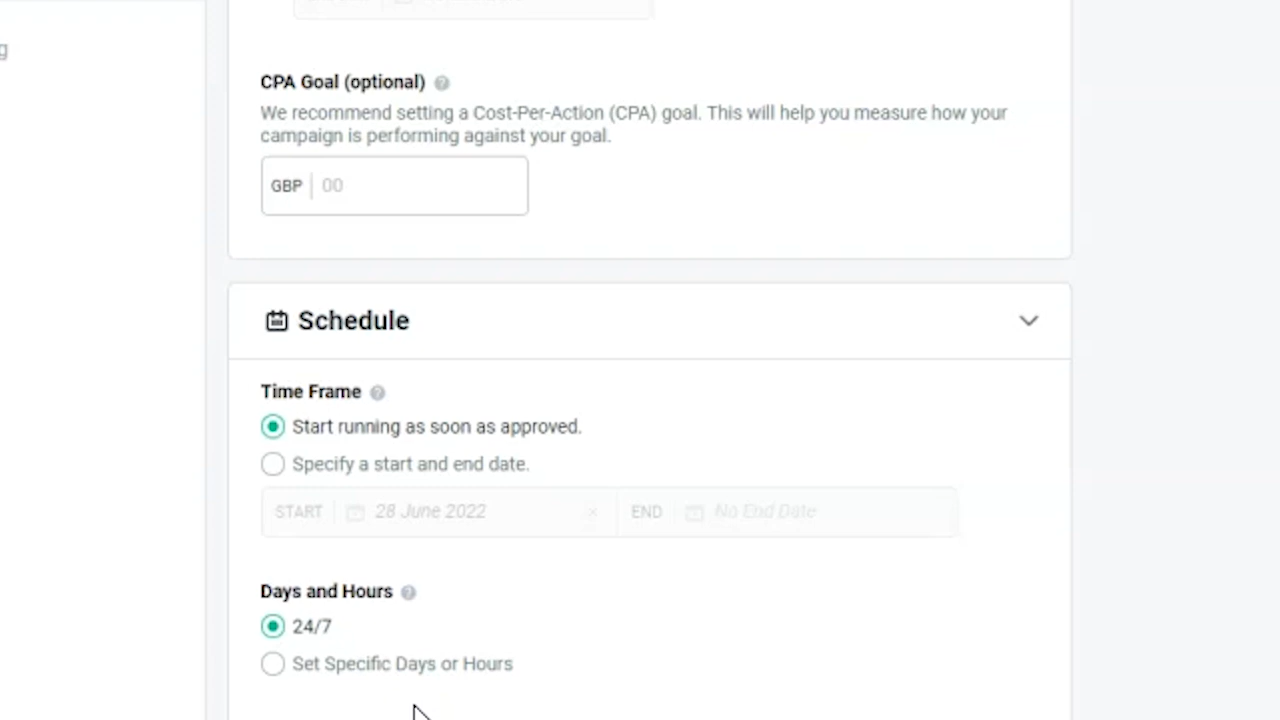 g
CPA Goal (optional) ?
We recommend setting a Cost-Per-Action (CPA) goal. This will help you measure how your
campaign is performing against your goal.
GBP 00
Schedule
Time Frame ?
Start running as soon as approved.
Specify a start and end date.
START 28 June 2022 × END No End Date
Days and Hours ?
24/7
Set Specific Days or Hours